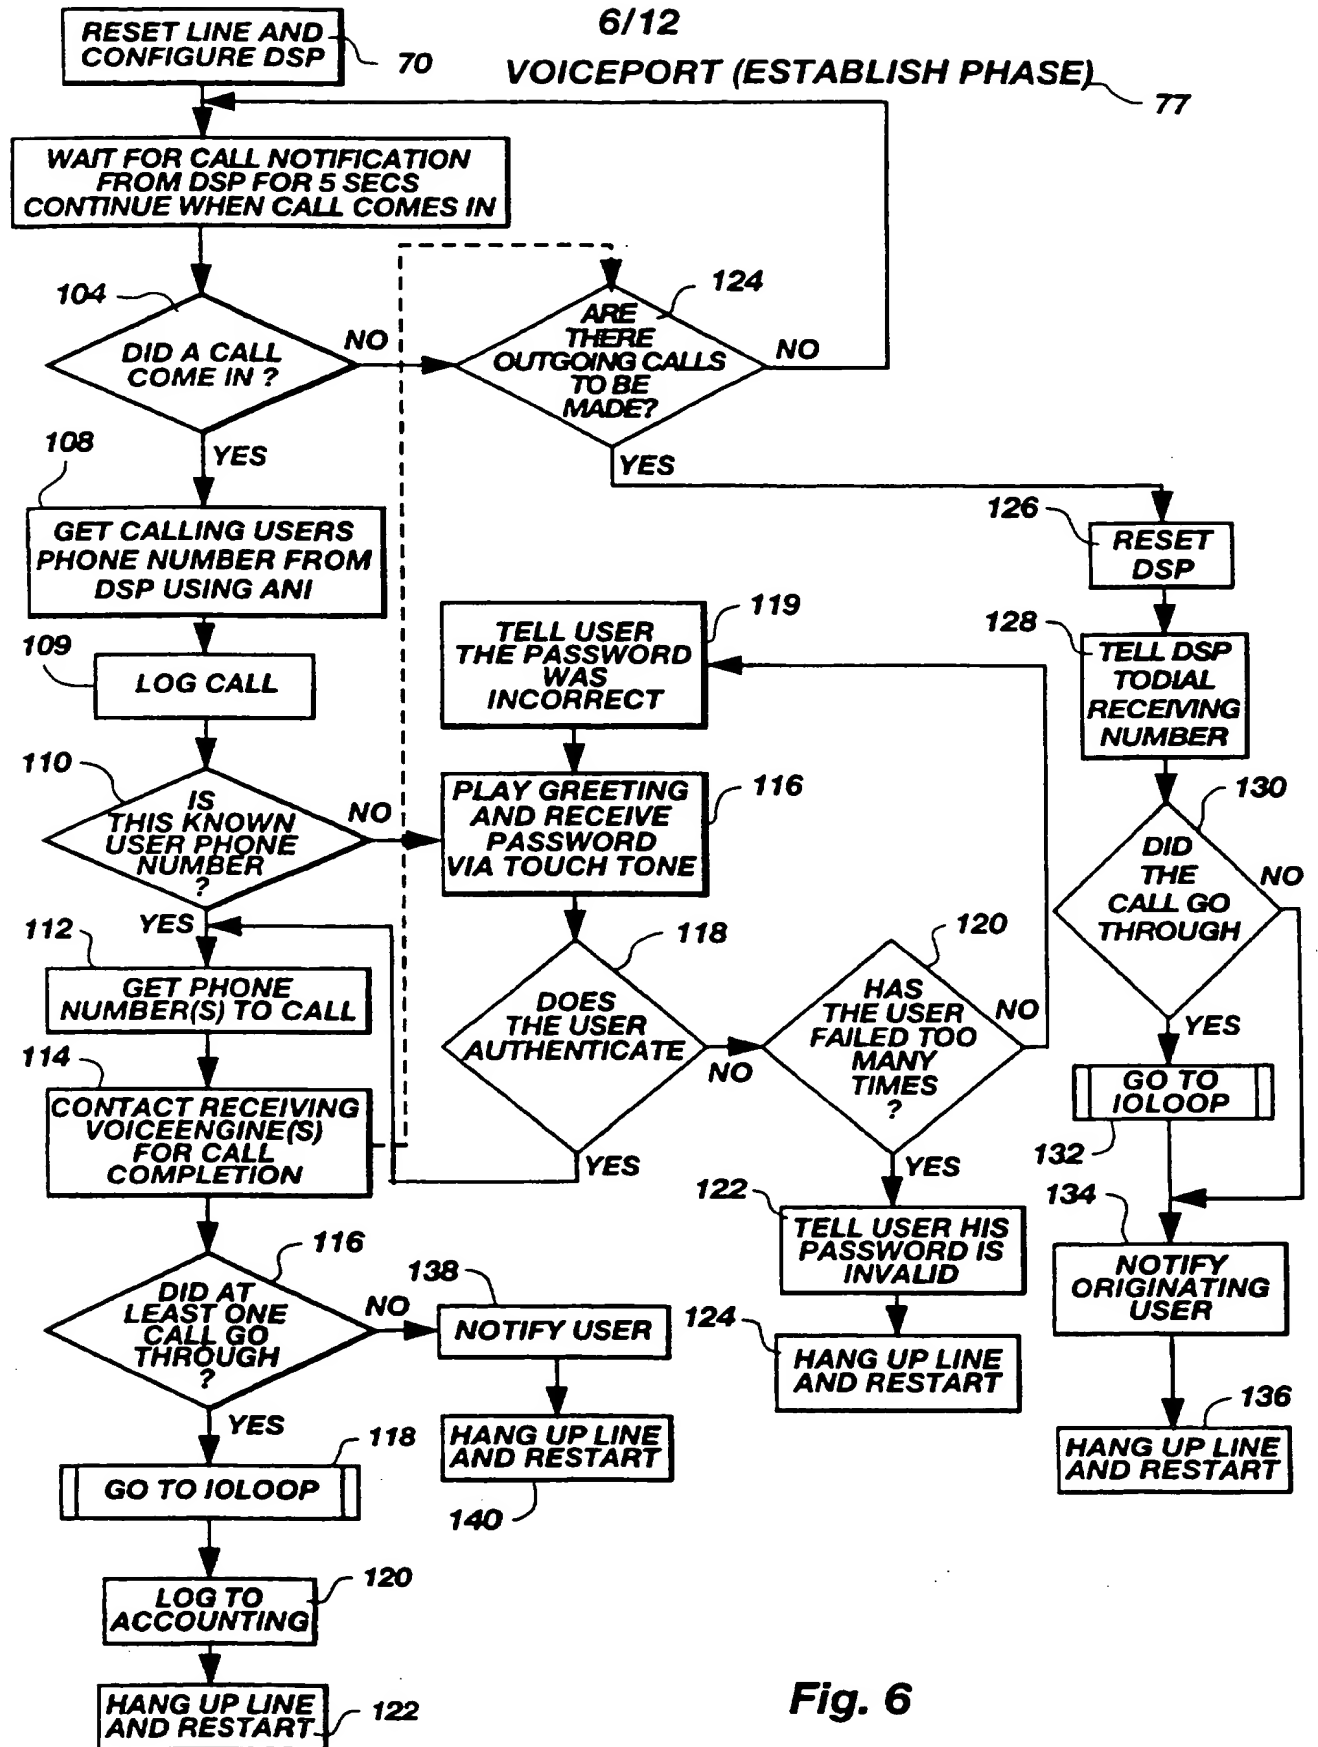 6/12
VOICEPORT (ESTABLISH PHASE)
77
RESET LINE AND
CONFIGURE DSP
70
WAIT FOR CALL NOTIFICATION
FROM DSP FOR 5 SECS
CONTINUE WHEN CALL COMES IN
104
DID A CALL
COME IN ?
NO
YES
124
ARE
THERE
OUTGOING CALLS
TO BE
MADE?
NO
YES
108
GET CALLING USERS
PHONE NUMBER FROM
DSP USING ANI
109
LOG CALL
110
IS
THIS KNOWN
USER PHONE
NUMBER
?
NO
YES
112
GET PHONE
NUMBER(S) TO CALL
114
CONTACT RECEIVING
VOICEENGINE(S)
FOR CALL
COMPLETION
116
DID AT
LEAST ONE
CALL GO
THROUGH
?
NO
YES
118
GO TO IOLOOP
120
LOG TO
ACCOUNTING
HANG UP LINE
AND RESTART
122
119
TELL USER
THE PASSWORD
WAS
INCORRECT
116
PLAY GREETING
AND RECEIVE
PASSWORD
VIA TOUCH TONE
118
DOES
THE USER
AUTHENTICATE
NO
YES
120
HAS
THE USER
FAILED TOO
MANY
TIMES
?
NO
YES
122
TELL USER HIS
PASSWORD IS
INVALID
124
HANG UP LINE
AND RESTART
138
NOTIFY USER
HANG UP LINE
AND RESTART
140
126
RESET
DSP
128
TELL DSP
TODIAL
RECEIVING
NUMBER
130
DID
THE
CALL GO
THROUGH
NO
YES
GO TO
IOLOOP
132
134
NOTIFY
ORIGINATING
USER
136
HANG UP LINE
AND RESTART
Fig. 6